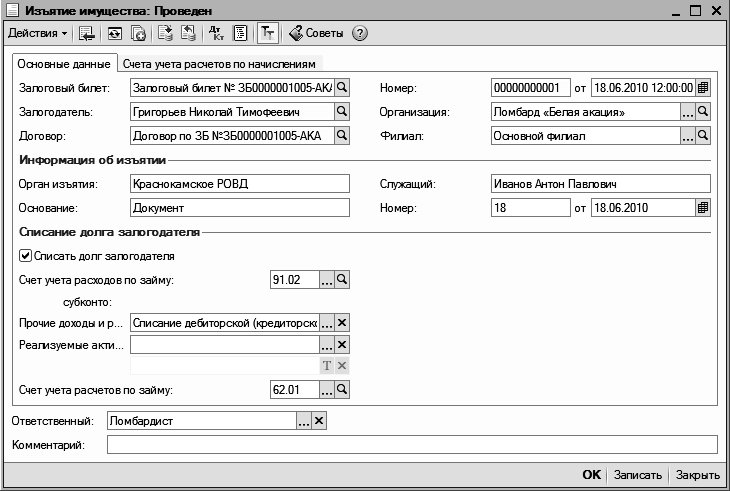 Изъятие имущества: Проведен
Действия Дт Кт Тт Советы ?
Основные данные Счета учета расчетов по начислениям
Залоговый билет: Залоговый билет № ЗБ0000001005-АКА Номер: 00000000001 от 18.06.2010 12:00:00
Залогодатель: Григорьев Николай Тимофеевич Организация: Ломбард «Белая акация» ...
Договор: Договор по ЗБ №ЗБ0000001005-АКА Филиал: Основной филиал ...
Информация об изъятии
Орган изъятия: Краснокамское РОВД Служащий: Иванов Антон Павлович
Основание: Документ Номер: 18 от 18.06.2010
Списание долга залогодателя
Списать долг залогодателя
Счет учета расходов по займу: 91.02 ...
субконто:
Прочие доходы и р... Списание дебиторской (кредиторско ... ×
Реализуемые акти... ... ×
T ×
Счет учета расчетов по займу: 62.01 ...
Ответственный: Ломбардист ... ×
Комментарий:
OK Записать Закрыть